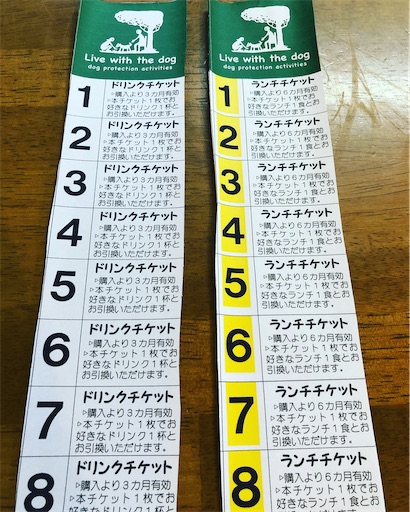 Live with the dog
dog protection activities
1
ドリンクチケット
▷購入より3カ月有効
▷本チケット1枚でお
好きなドリンク1杯と
お引換いただけます。
2
ドリンクチケット
▷購入より3カ月有効
▷本チケット1枚でお
好きなドリンク1杯と
お引換いただけます。
3
ドリンクチケット
▷購入より3カ月有効
▷本チケット1枚でお
好きなドリンク1杯と
お引換いただけます。
4
ドリンクチケット
▷購入より3カ月有効
▷本チケット1枚でお
好きなドリンク1杯と
お引換いただけます。
5
ドリンクチケット
▷購入より3カ月有効
▷本チケット1枚でお
好きなドリンク1杯と
お引換いただけます。
6
ドリンクチケット
▷購入より3カ月有効
▷本チケット1枚でお
好きなドリンク1杯と
お引換いただけます。
7
ドリンクチケット
▷購入より3カ月有効
▷本チケット1枚でお
好きなドリンク1杯と
お引換いただけます。
8
ドリンクチケット
▷購入より3カ月有効
▷本チケット1枚でお
好きなドリンク1杯と
Live with the dog
dog protection activities
1
ランチチケット
▷購入より6カ月有効
▷本チケット1枚でお
好きなランチ1食と
お引換いただけます。
2
ランチチケット
▷購入より6カ月有効
▷本チケット1枚でお
好きなランチ1食とお
引換いただけます。
3
ランチチケット
▷購入より6カ月有効
▷本チケット1枚でお
好きなランチ1食とお
引換いただけます。
4
ランチチケット
▷購入より6カ月有効
▷本チケット1枚でお
好きなランチ1食とお
引換いただけます。
5
ランチチケット
▷購入より6カ月有効
▷本チケット1枚でお
好きなランチ1食とお
引換いただけます。
6
ランチチケット
▷購入より6カ月有効
▷本チケット1枚でお
好きなランチ1食とお
引換いただけます。
7
ランチチケット
▷購入より6カ月有効
▷本チケット1枚でお
好きなランチ1食とお
引換いただけます。
8
ランチチケット
▷購入より6カ月有効
▷本チケット1枚でお
好きなランチ1食とお